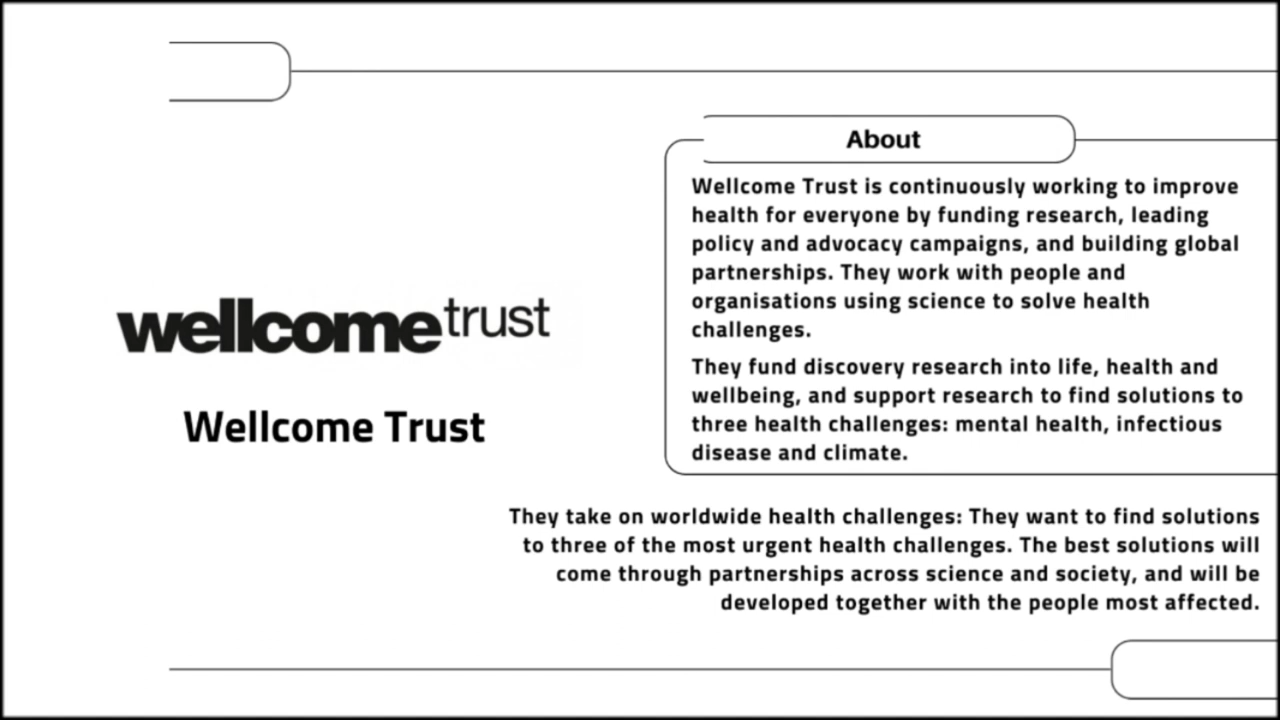 wellcome trust
Wellcome Trust
About
Wellcome Trust is continuously working to improve
health for everyone by funding research, leading
policy and advocacy campaigns, and building global
partnerships. They work with people and
organisations using science to solve health
challenges.
They fund discovery research into life, health and
wellbeing, and support research to find solutions to
three health challenges: mental health, infectious
disease and climate.
They take on worldwide health challenges: They want to find solutions
to three of the most urgent health challenges. The best solutions will
come through partnerships across science and society, and will be
developed together with the people most affected.